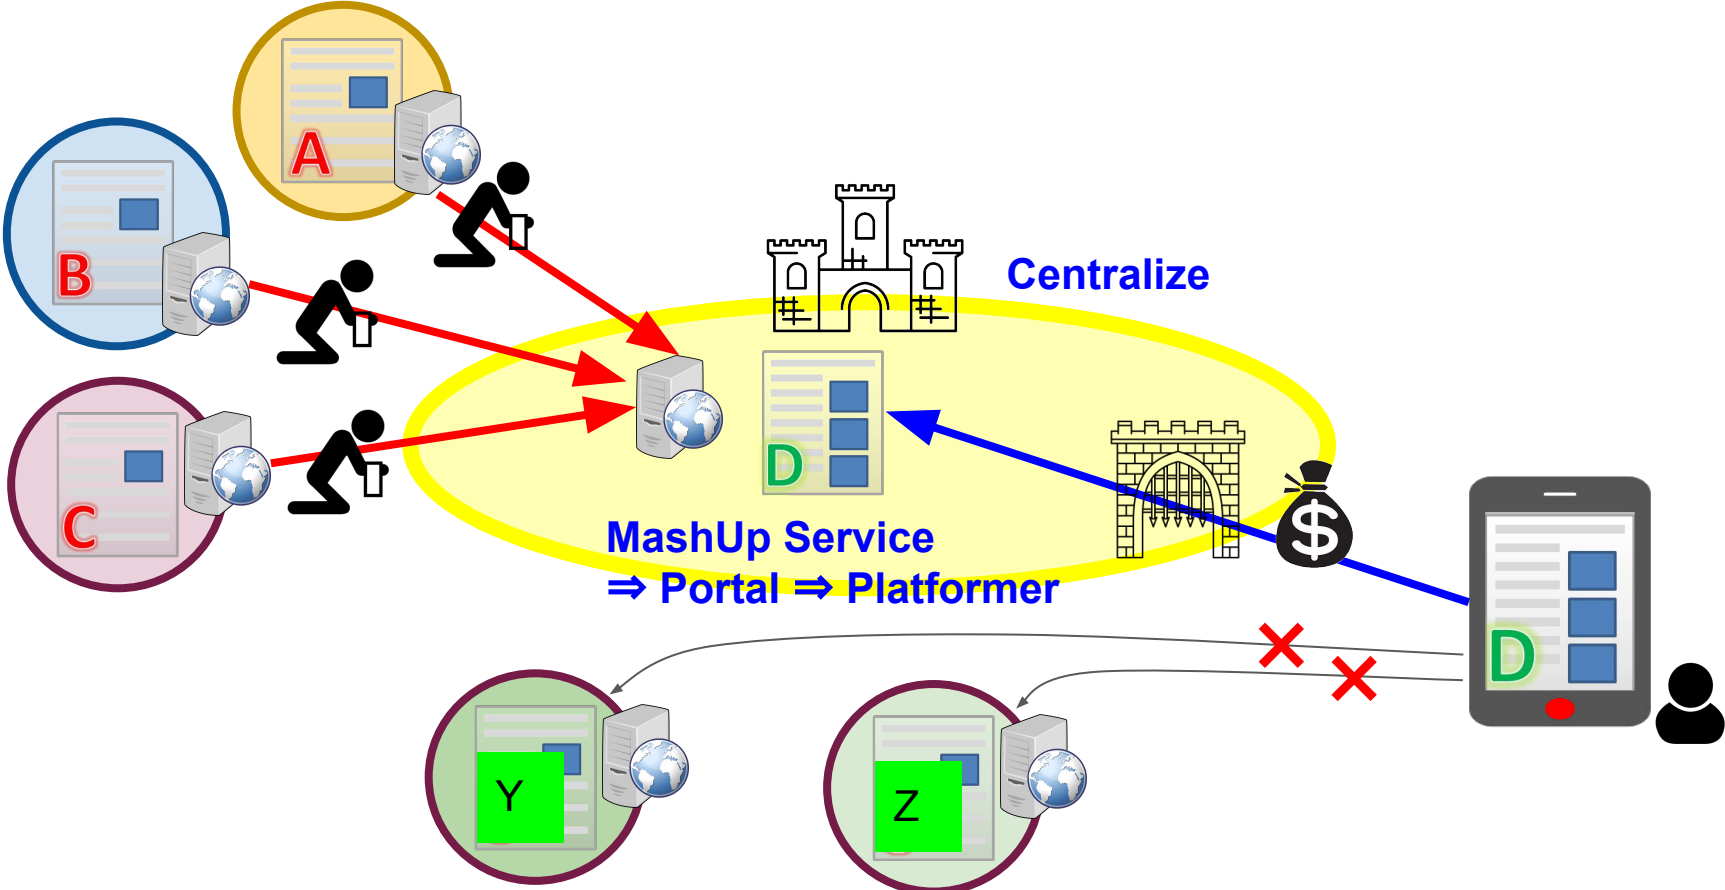 A
B
C
Centralize
D
$
MashUp Service
⇒ Portal ⇒ Platformer
D
Y
Z